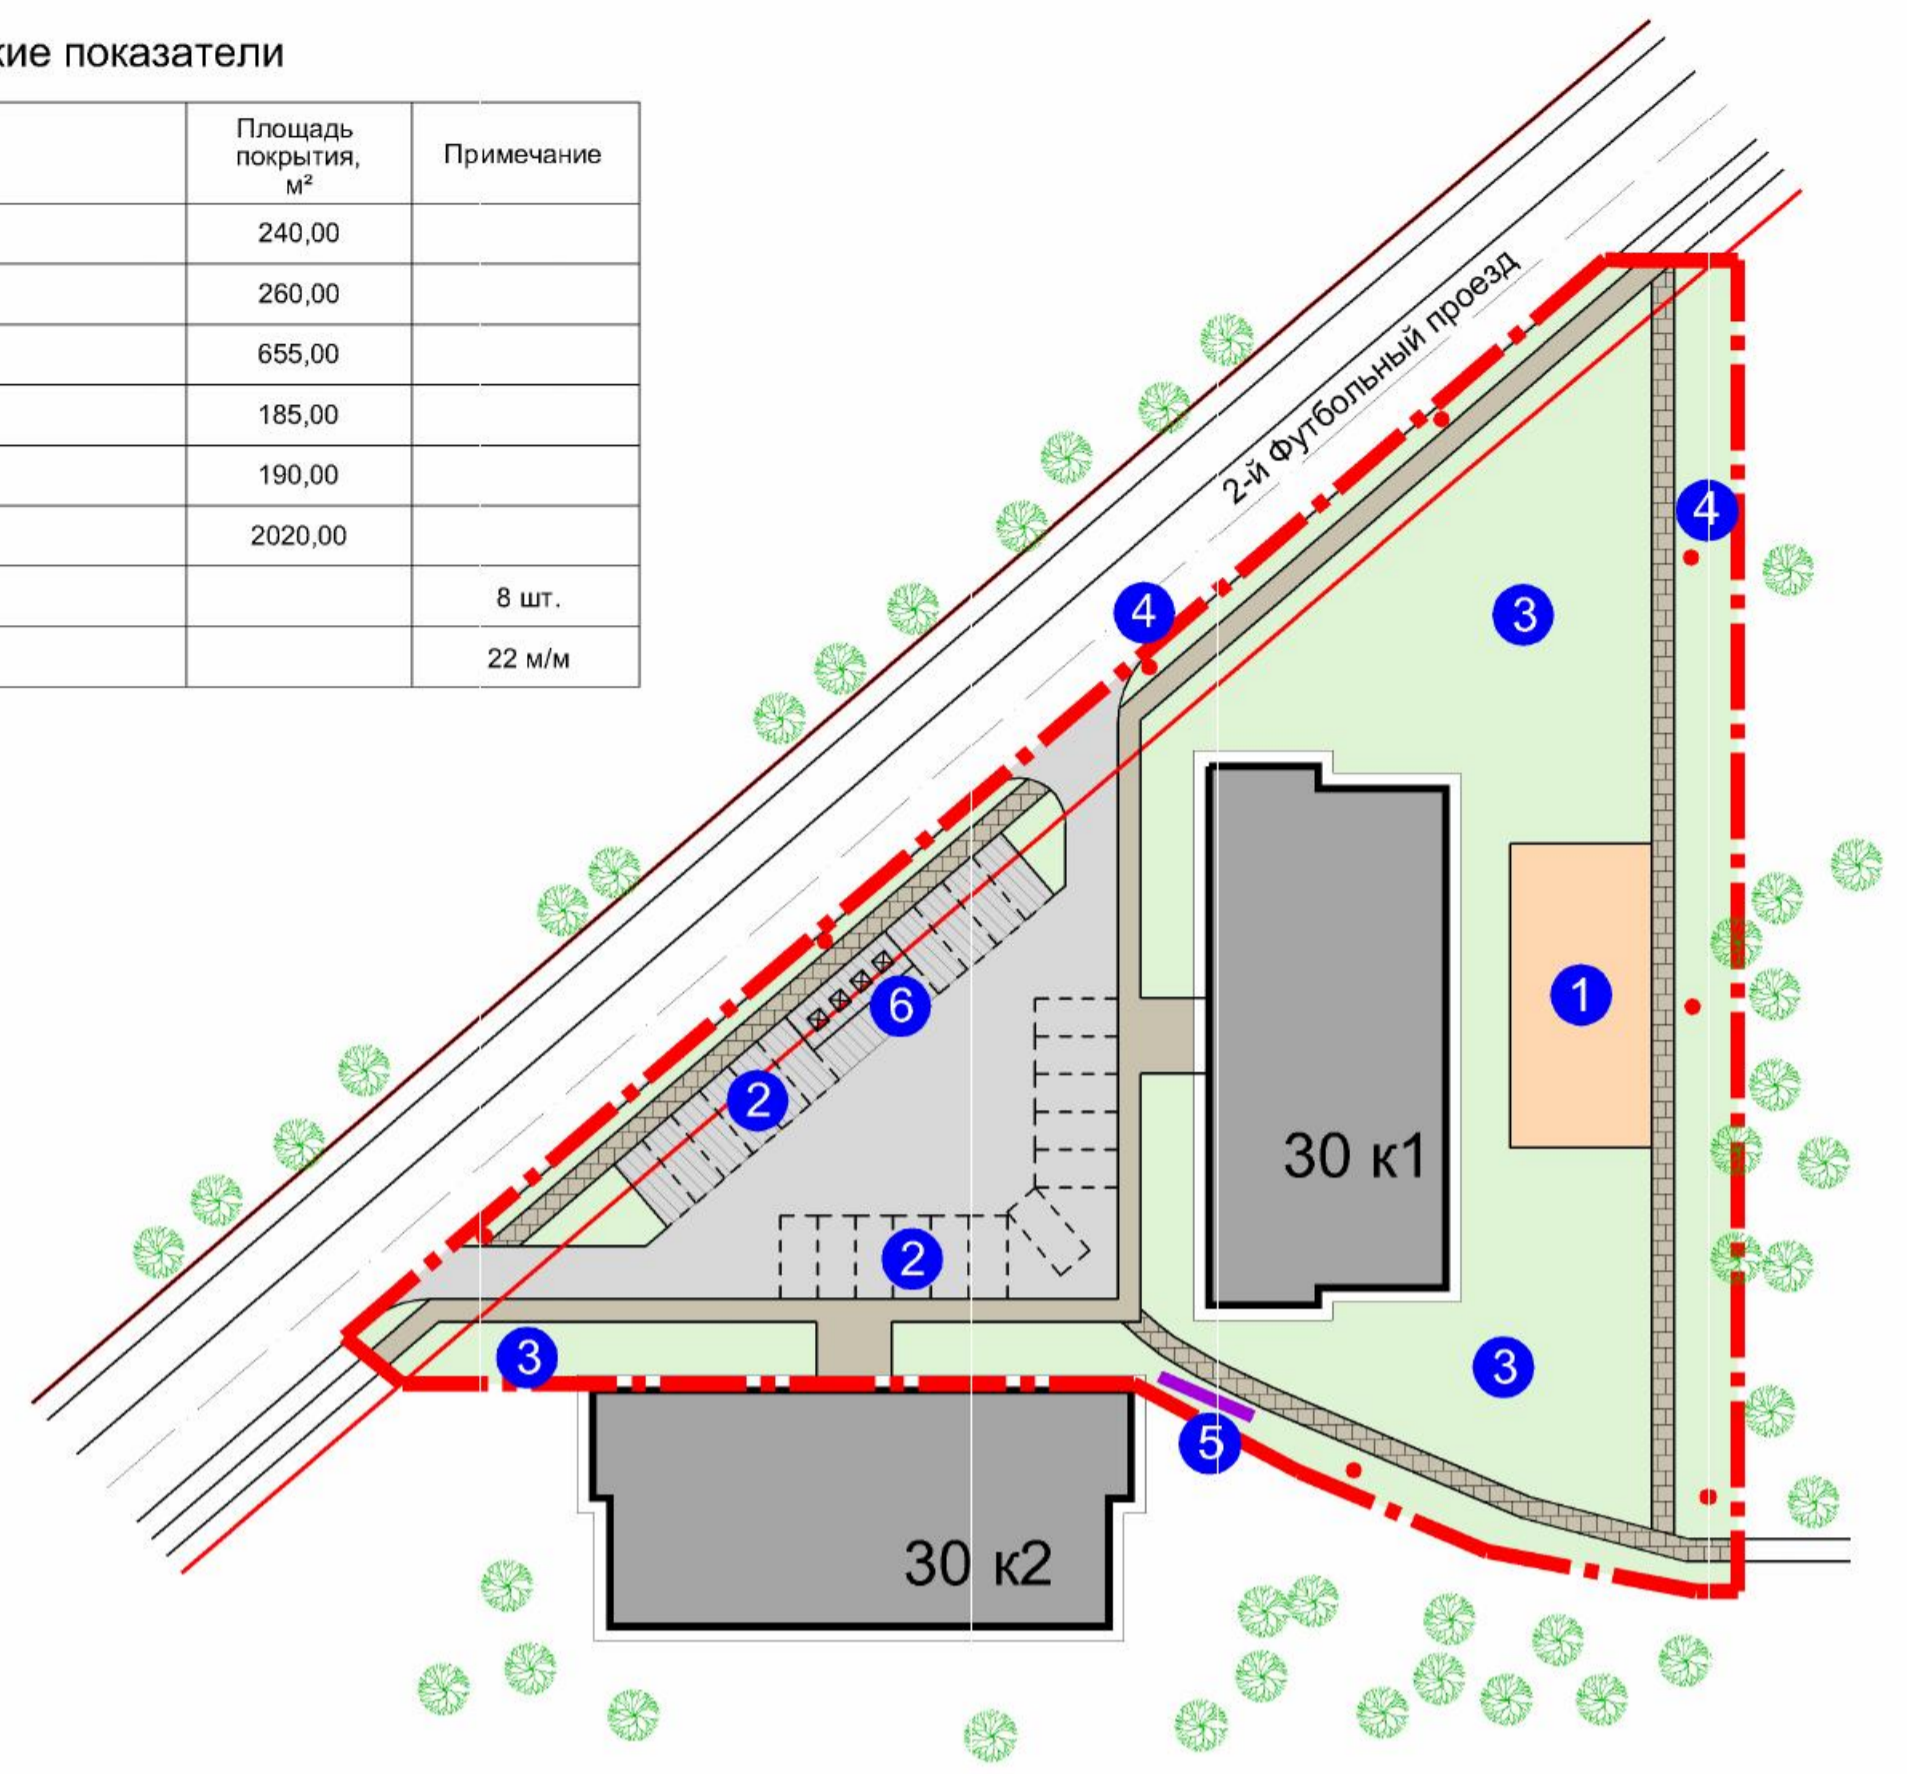 кие показатели
Площадь
покрытия,
м²
Примечание
240,00
260,00
655,00
185,00
190,00
2020,00
8 шт.
22 м/м
2-й Футбольный проезд
4
4
3
1
6
2
30 к1
2
3
3
5
30 к2